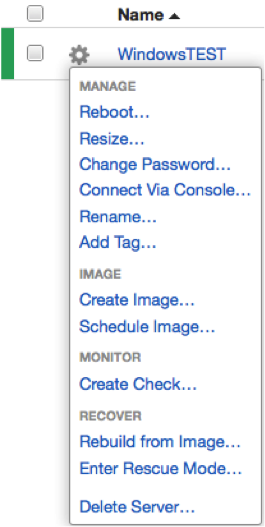 Name ▲
WindowsTEST
MANAGE
Reboot...
Resize...
Change Password...
Connect Via Console...
Rename...
Add Tag...
IMAGE
Create Image...
Schedule Image...
MONITOR
Create Check...
RECOVER
Rebuild from Image...
Enter Rescue Mode...
Delete Server...